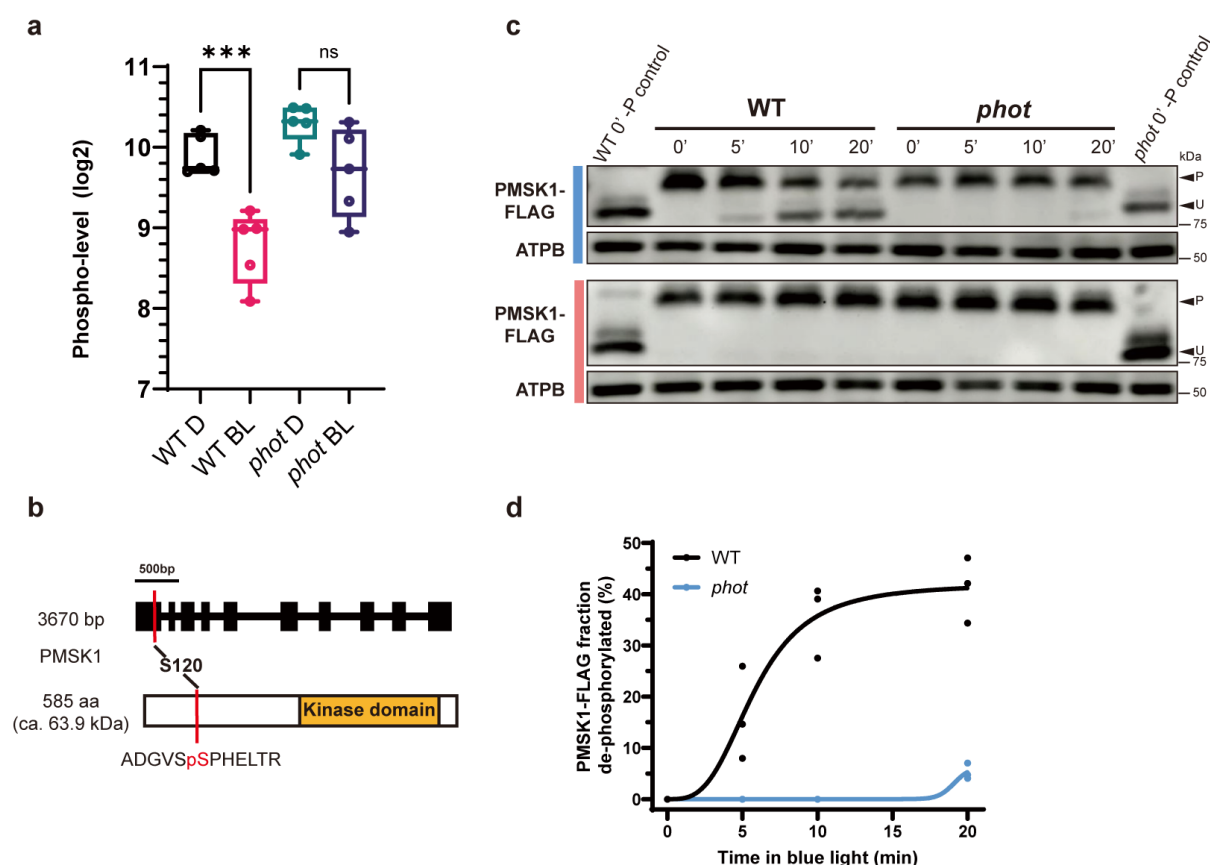 a
Phospho-level (log2)
11
10
9
8
7
***
ns
WT D
WT BL
phot D
phot BL
b
500bp
3670 bp
PMSK1
S120
585 aa
(ca. 63.9 kDa)
Kinase domain
ADGVSpSPHELTR
c
WT 0' -P control
WT
phot
phot 0' -P control
0' 5' 10' 20' 0' 5' 10' 20'
kDa
PMSK1-
FLAG
P
U
75
ATPB
50
PMSK1-
FLAG
P
U
75
ATPB
50
d
PMSK1-FLAG fraction
de-phosphorylated (%)
50
40
30
20
10
0
WT
phot
0 5 10 15 20
Time in blue light (min)